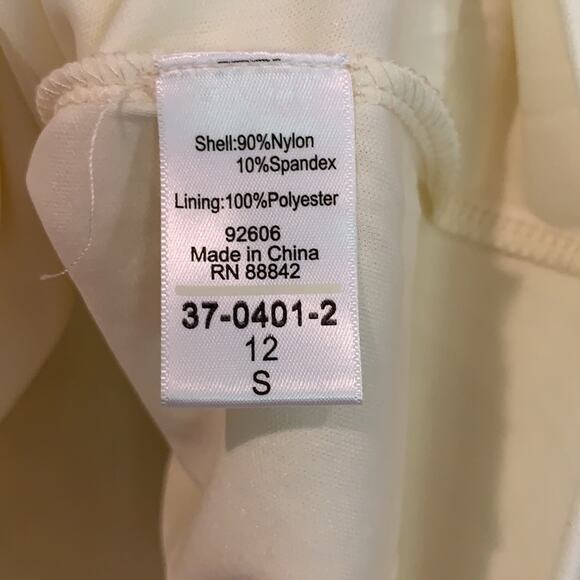 Shell:90%Nylon
10%Spandex
Lining:100%Polyester
92606
Made in China
RN 88842
37-0401-2
12
S